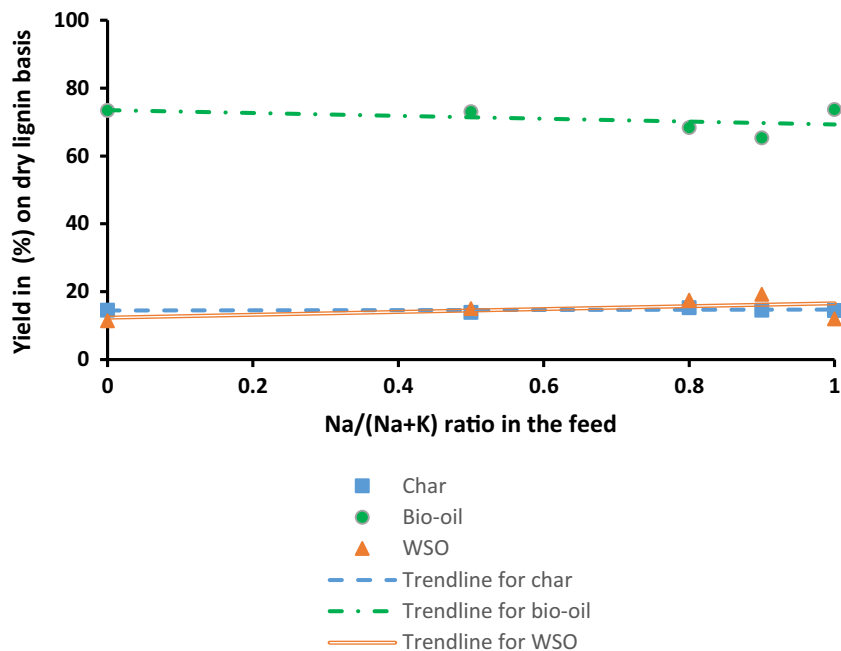 Yield in (%) on dry lignin basis
100
80
60
40
20
0
0 0.2 0.4 0.6 0.8 1
Na/(Na+K) ratio in the feed
Char
Bio-oil
WSO
Trendline for char
Trendline for bio-oil
Trendline for WSO